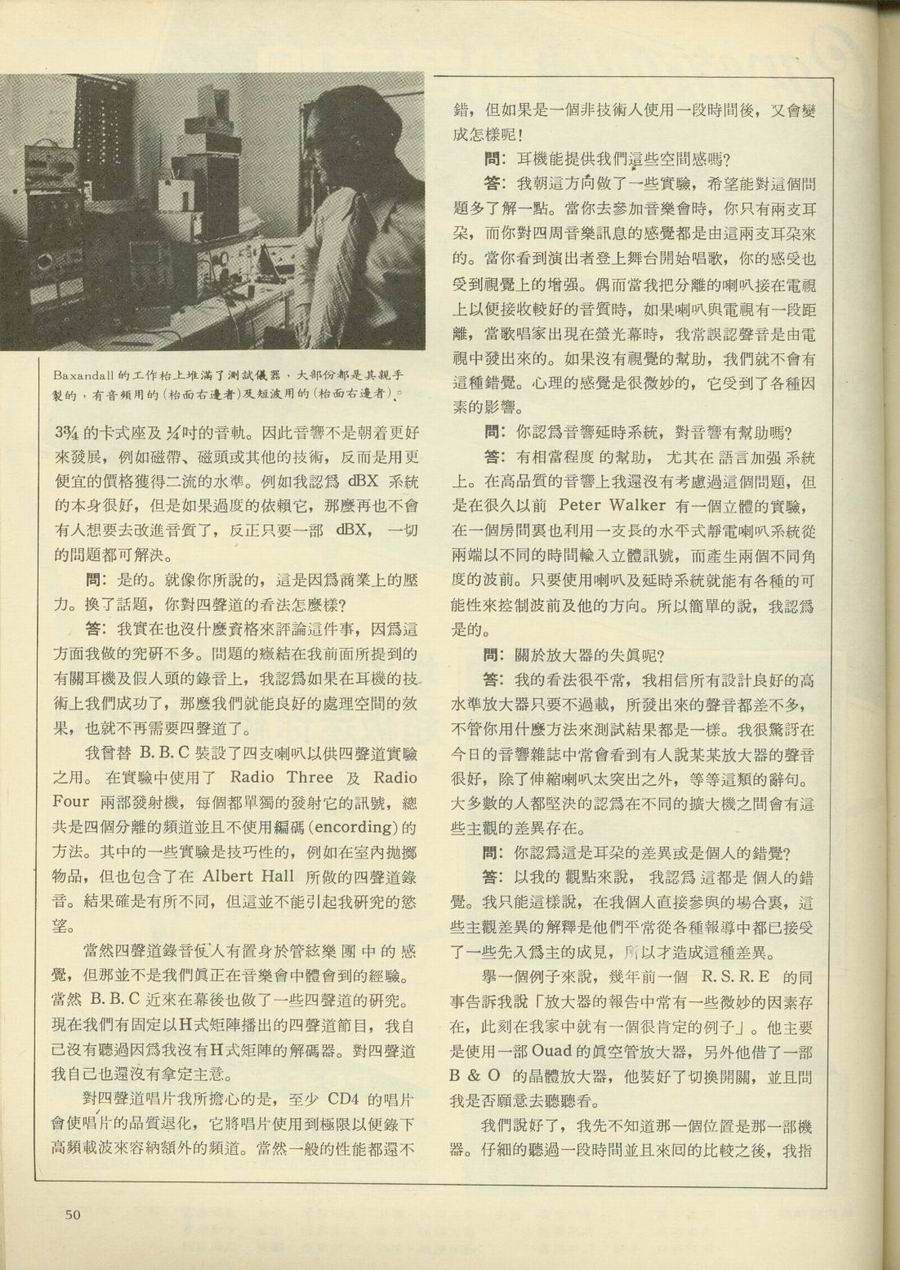 Baxandall 的工作枱上堆滿了測試儀器，大部份都是其親手
製的，有音頻用的(枱面右邊者)及短波用的(枱面右邊者)。
3¾ 的卡式座及 ¼吋的音軌。因此音響不是朝着更好
來發展，例如磁帶、磁頭或其他的技術，反而是用更
便宜的價格獲得二流的水準。例如我認爲 dBX 系統
的本身很好，但是如果過度的依賴它，那麼再也不會
有人想要去改進音質了，反正只要一部 dBX， 一切
的問題都可解決。
問：是的。就像你所說的，這是因爲商業上的壓
力。換了話題，你對四聲道的看法怎麼樣？
答：我實在也沒什麼資格來評論這件事，因爲這
方面我做的究研不多。問題的癥結在我前面所提到的
有關耳機及假人頭的錄音上，我認爲如果在耳機的技
術上我們成功了，那麼我們就能良好的處理空間的效
果，也就不再需要四聲道了。
我曾替 B.B.C 裝設了四支喇叭以供四聲道實驗
之用。 在實驗中使用了 Radio Three 及 Radio
Four 兩部發射機，每個都單獨的發射它的訊號，總
共是四個分離的頻道並且不使用編碼(encording)的
方法。其中的一些實驗是技巧性的，例如在室內拋擲
物品，但也包含了在 Albert Hall 所做的四聲道錄
音。結果確是有所不同，但這並不能引起我研究的慾
望。
當然四聲道錄音使人有置身於管絃樂團中的感
覺，但那並不是我們眞正在音樂會中體會到的經驗。
當然 B.B.C 近來在幕後也做了一些四聲道的研究。
現在我們有固定以H式矩陣播出的四聲道節目，我自
己沒有聽過因爲我沒有H式矩陣的解碼器。對四聲道
我自己也還沒有拿定主意。
對四聲道唱片我所擔心的是，至少 CD4 的唱片
會使唱片的品質退化，它將唱片使用到極限以便錄下
高頻載波來容納額外的頻道。當然一般的性能都還不
錯，但如果是一個非技術人使用一段時間後，又會變
成怎樣呢！
問：耳機能提供我們這些空間感嗎？
答：我朝這方向做了一些實驗，希望能對這個問
題多了解一點。當你去參加音樂會時，你只有兩支耳
朶，而你對四周音樂訊息的感覺都是由這兩支耳朶來
的。當你看到演出者登上舞台開始唱歌，你的感受也
受到視覺上的增强。偶而當我把分離的喇叭接在電視
上以便接收較好的音質時，如果喇叭與電視有一段距
離，當歌唱家出現在螢光幕時，我常誤認聲音是由電
視中發出來的。如果沒有視覺的幫助，我們就不會有
這種錯覺。心理的感覺是很微妙的，它受到了各種因
素的影響。
問：你認爲音響延時系統，對音響有幫助嗎？
答：有相當程度 的幫助， 尤其在 語言加强 系統
上。在高品質的音響上我還沒有考慮過這個問題，但
是在很久以前 Peter Walker 有一個立體的實驗，
在一個房間裏也利用一支長的水平式靜電喇叭系統從
兩端以不同的時間輸入立體訊號，而產生兩個不同角
度的波前。只要使用喇叭及延時系統就能有各種的可
能性來控制波前及他的方向。所以簡單的說，我認爲
是的。
問：關於放大器的失眞呢？
答：我的看法很平常，我相信所有設計良好的高
水準放大器只要不過載，所發出來的聲音都差不多，
不管你用什麼方法來測試結果都是一樣。我很驚訝在
今日的音響雜誌中常會看到有人說某某放大器的聲音
很好，除了伸縮喇叭太突出之外，等等這類的辭句。
大多數的人都堅決的認爲在不同的擴大機之間會有這
些主觀的差異存在。
問：你認爲這是耳朶的差異或是個人的錯覺？
答：以我的 觀點來說， 我認爲 這都是 個人的錯
覺。我只能這樣說，在我個人直接參與的場合裏，這
些主觀差異的解釋是他們平常從各種報導中都已接受
了一些先入爲主的成見，所以才造成這種差異。
舉一個例子來說，幾年前一個 R.S.R.E 的同
事告訴我說「放大器的報告中常有一些微妙的因素存
在，此刻在我家中就有一個很肯定的例子」。他主要
是使用一部 Ouad 的眞空管放大器，另外他借了一部
B & O 的晶體放大器，他裝好了切換開關，並且問
我是否願意去聽聽看。
我們說好了，我先不知道那一個位置是那一部機
器。仔細的聽過一段時間並且來回的比較之後，我指
50